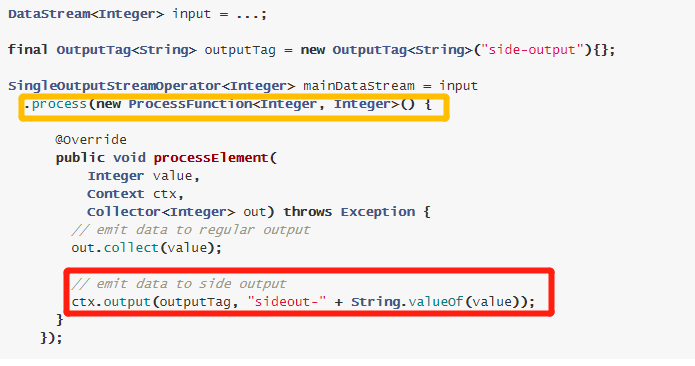 DataStream<Integer> input = ...;
final OutputTag<String> outputTag = new OutputTag<String>("side-output"){};
SingleOutputStreamOperator<Integer> mainDataStream = input
.process(new ProcessFunction<Integer, Integer>() {
@Override
public void processElement(
Integer value,
Context ctx,
Collector<Integer> out) throws Exception {
// emit data to regular output
out.collect(value);
// emit data to side output
ctx.output(outputTag, "sideout-" + String.valueOf(value));
}
});